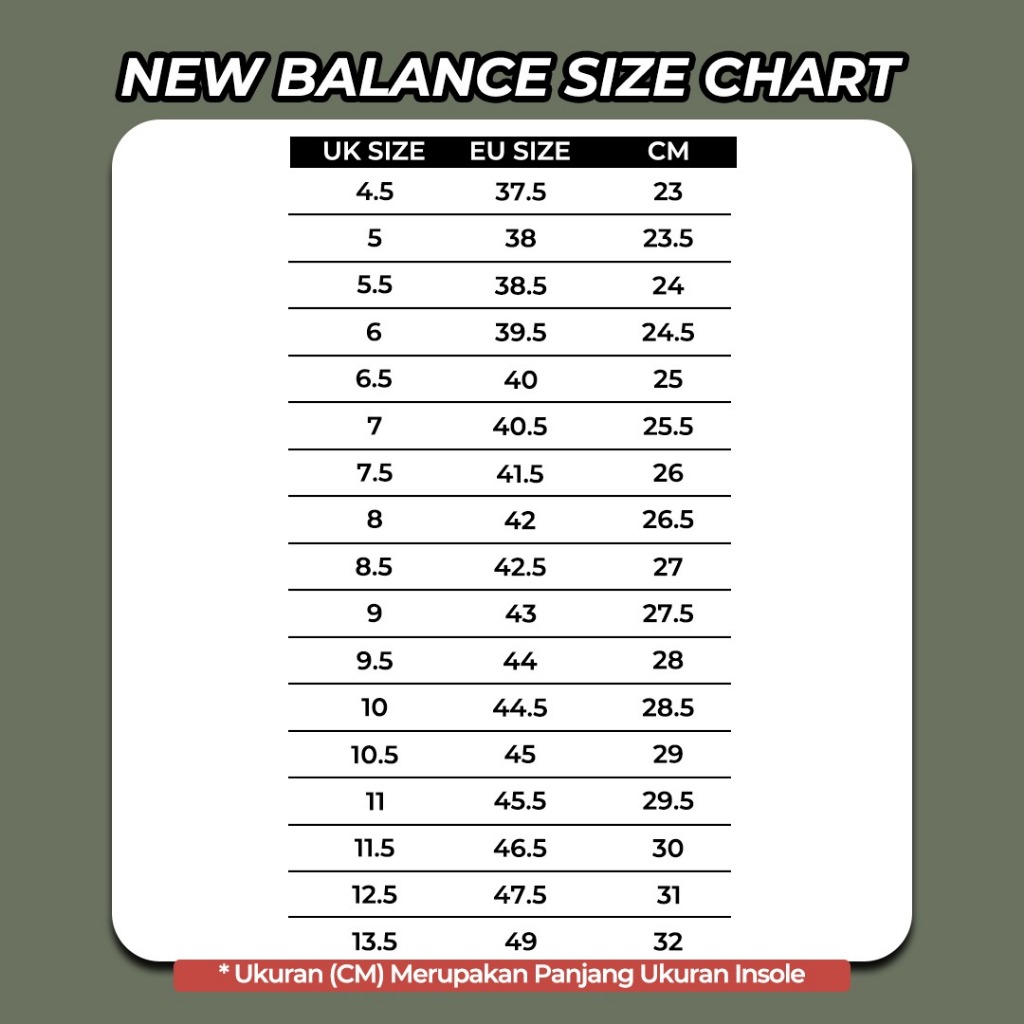 NEW BALANCE SIZE CHART
UK SIZE EU SIZE CM
4.5 37.5 23
5 38 23.5
5.5 38.5 24
6 39.5 24.5
6.5 40 25
7 40.5 25.5
7.5 41.5 26
8 42 26.5
8.5 42.5 27
9 43 27.5
9.5 44 28
10 44.5 28.5
10.5 45 29
11 45.5 29.5
11.5 46.5 30
12.5 47.5 31
13.5 49 32
* Ukuran (CM) Merupakan Panjang Ukuran Insole